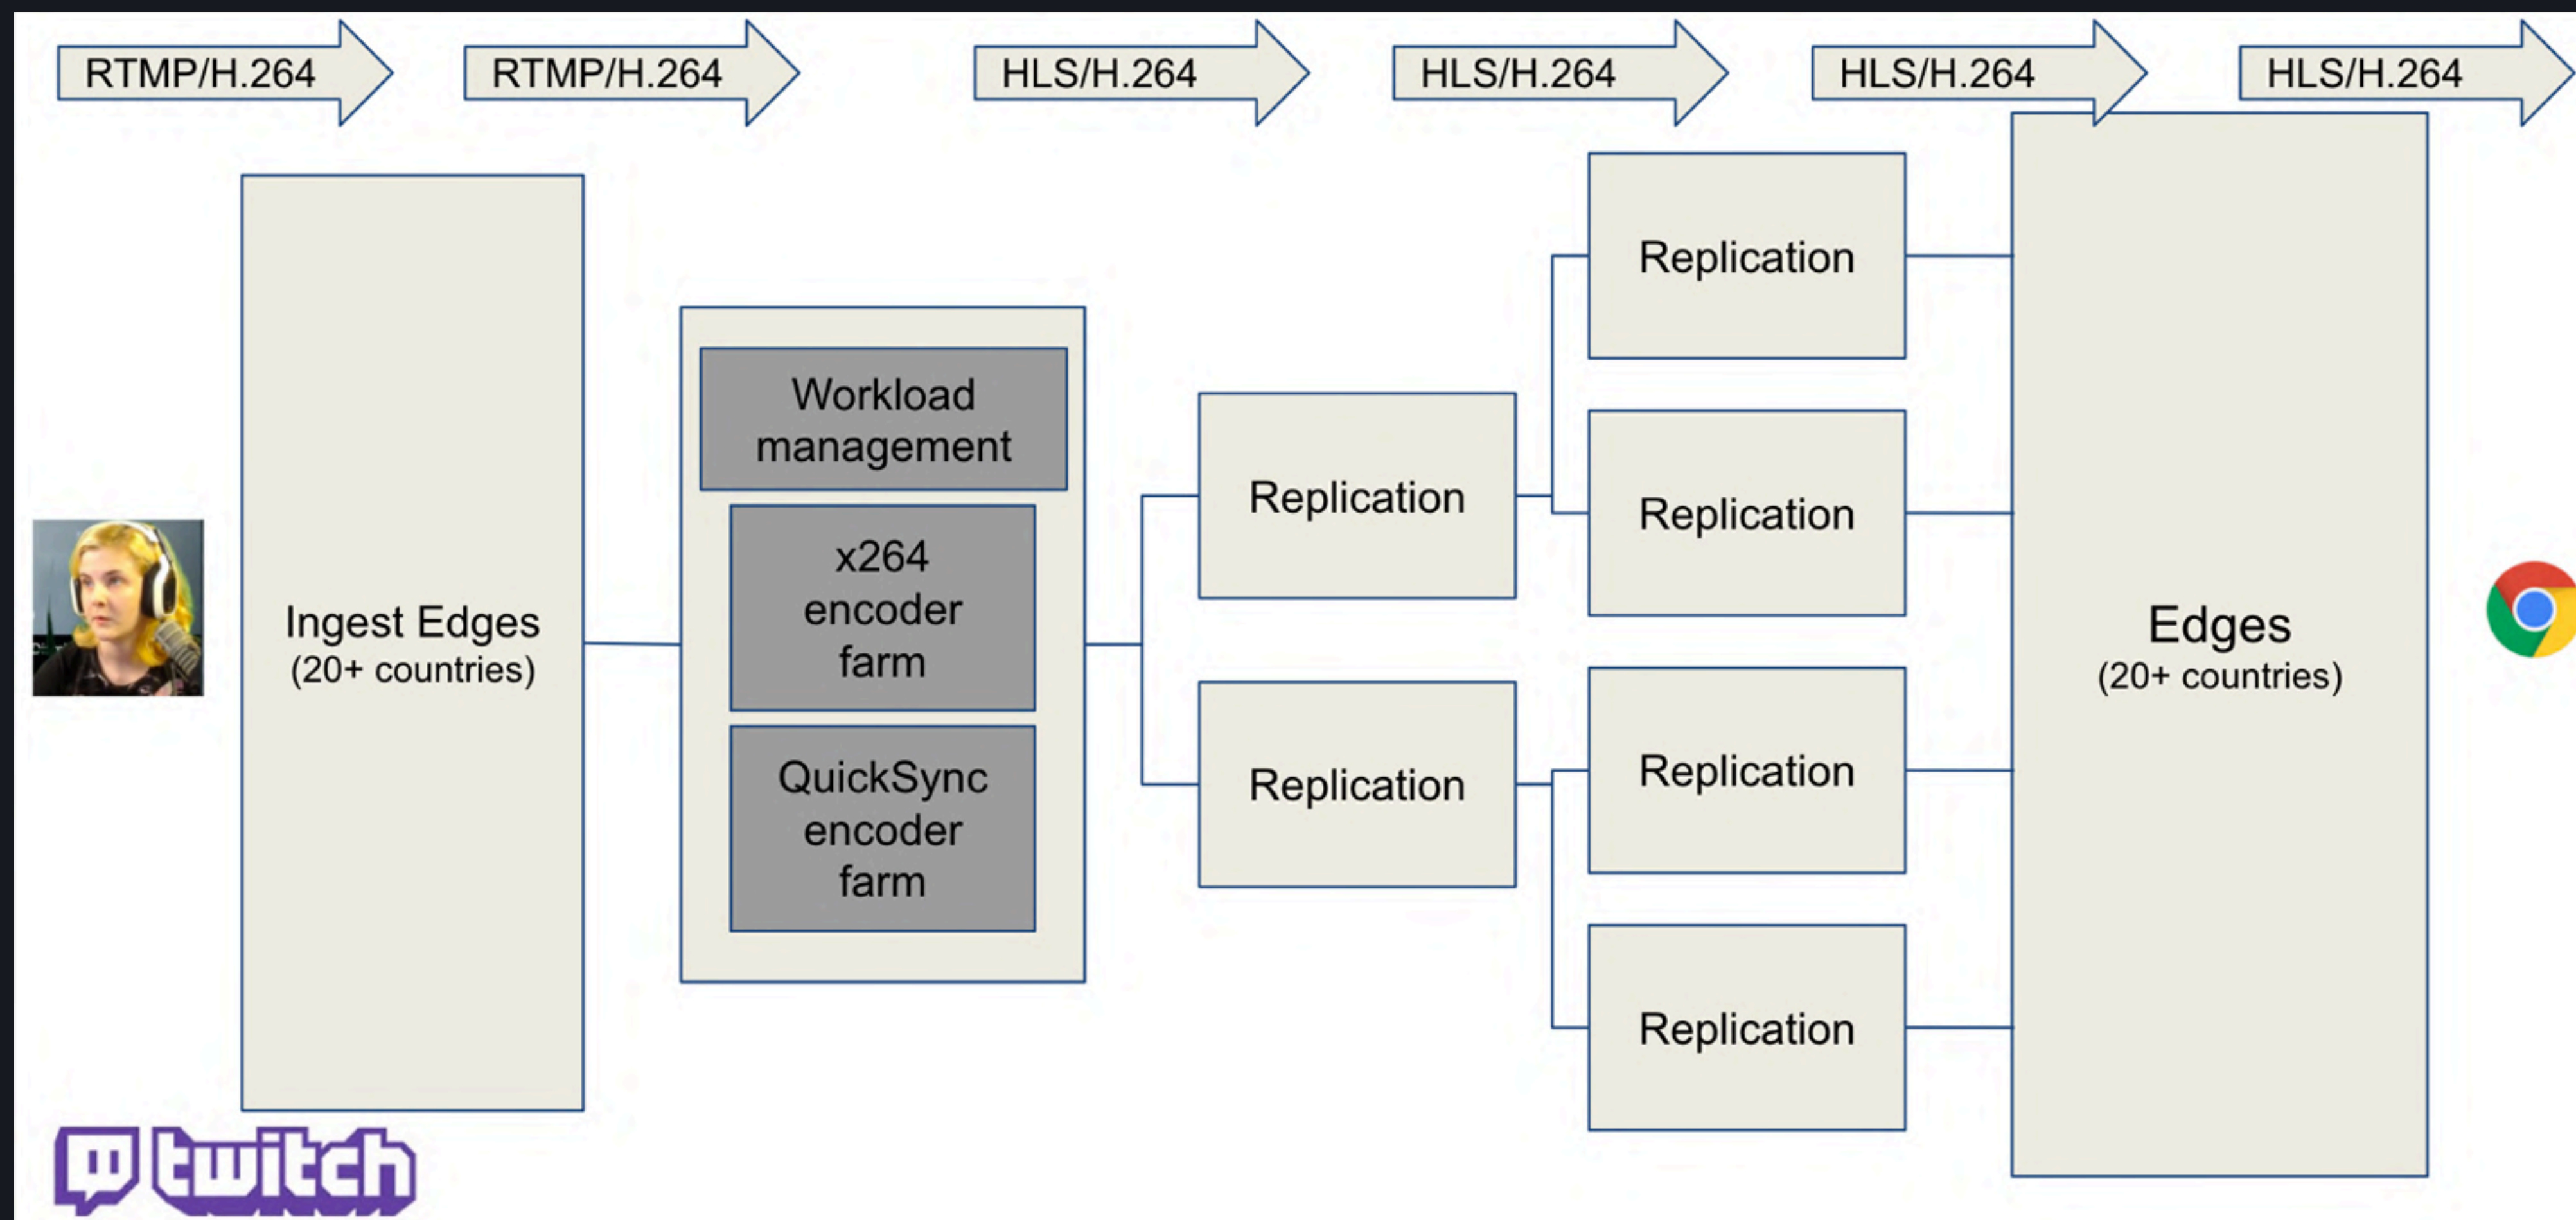 RTMP/H.264
RTMP/H.264
HLS/H.264
HLS/H.264
HLS/H.264
HLS/H.264
Ingest Edges
(20+ countries)
Workload
management
x264
encoder
farm
QuickSync
encoder
farm
Replication
Replication
Replication
Replication
Replication
Replication
Edges
(20+ countries)
twitch